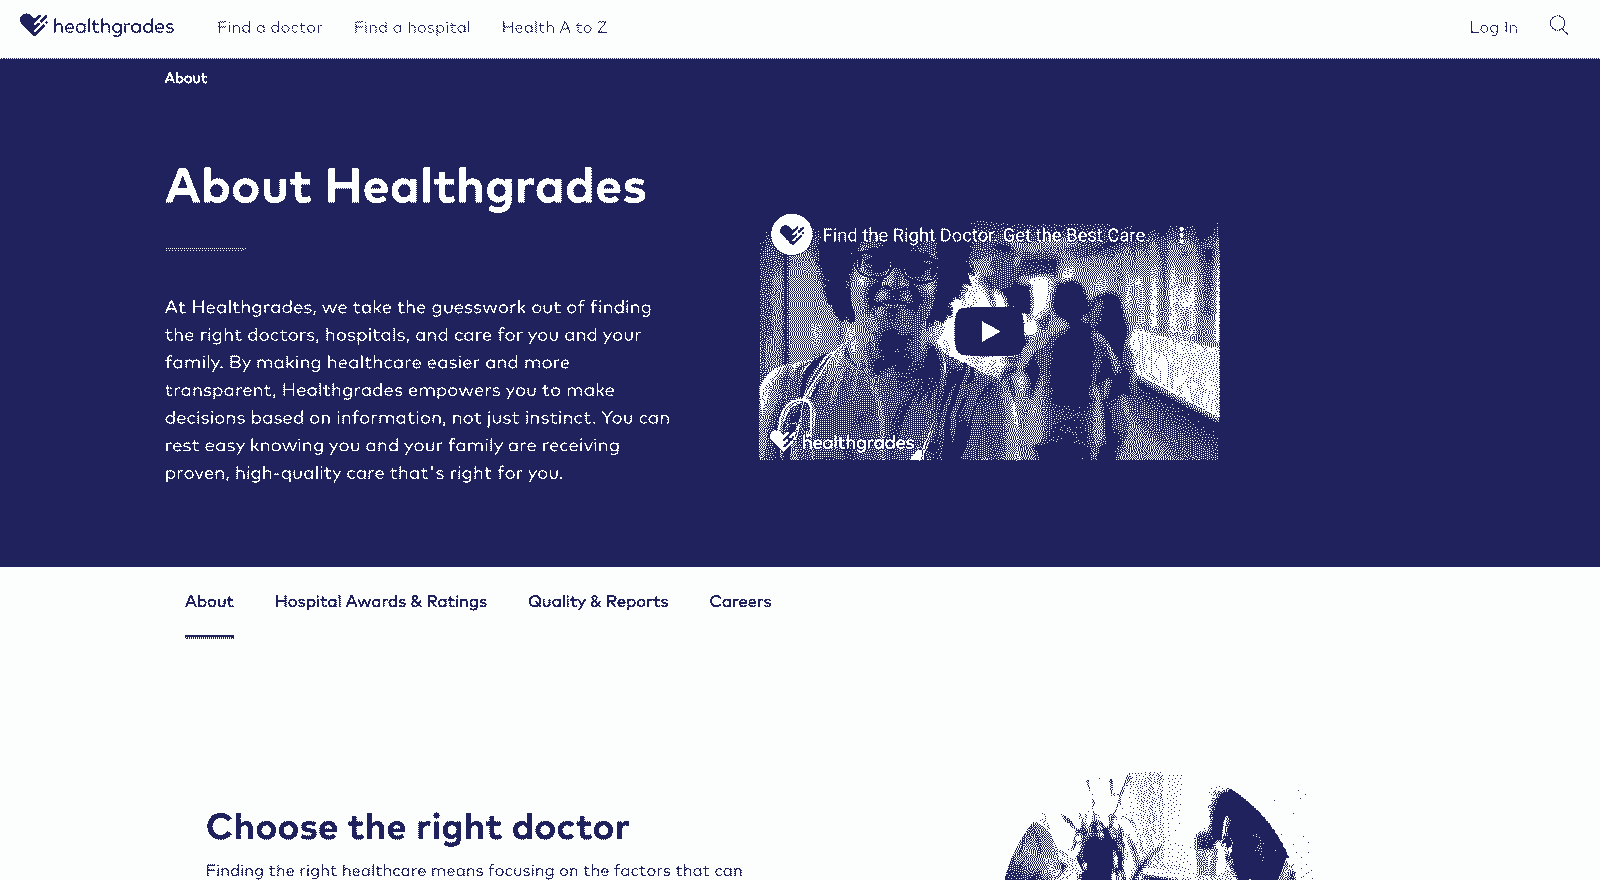 healthgrades
Find a doctor
Find a hospital
Health A to Z
Log In
About
About Healthgrades
At Healthgrades, we take the guesswork out of finding
the right doctors, hospitals, and care for you and your
family. By making healthcare easier and more
transparent, Healthgrades empowers you to make
decisions based on information, not just instinct. You can
rest easy knowing you and your family are receiving
proven, high-quality care that's right for you.
Find the Right Doctor. Get the Best Care.
healthgrades
About
Hospital Awards & Ratings
Quality & Reports
Careers
Choose the right doctor
Finding the right healthcare means focusing on the factors that can